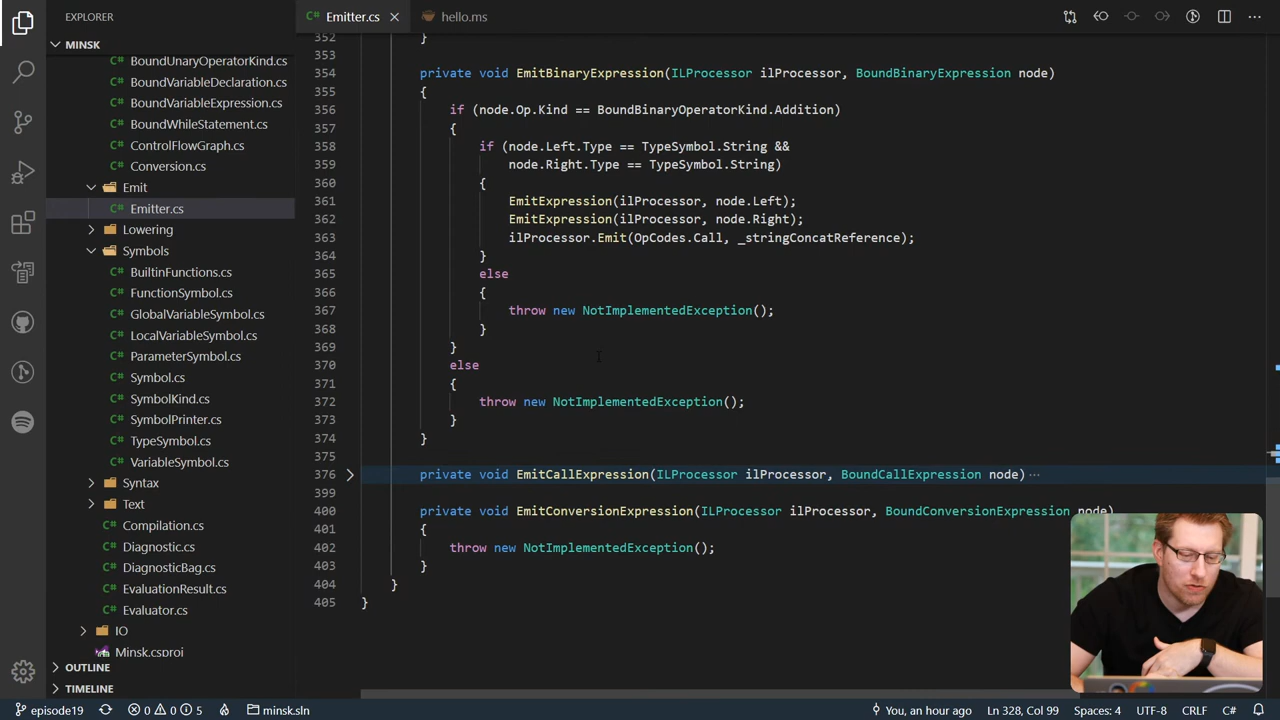 EXPLORER
Emitter.cs
hello.ms
MINSK
BoundUnaryOperatorKind.cs
BoundVariableDeclaration.cs
BoundVariableExpression.cs
BoundWhileStatement.cs
ControlFlowGraph.cs
Conversion.cs
Emit
Emitter.cs
Lowering
Symbols
BuiltinFunctions.cs
FunctionSymbol.cs
GlobalVariableSymbol.cs
LocalVariableSymbol.cs
ParameterSymbol.cs
Symbol.cs
SymbolKind.cs
SymbolPrinter.cs
TypeSymbol.cs
VariableSymbol.cs
Syntax
Text
Compilation.cs
Diagnostic.cs
DiagnosticBag.cs
EvaluationResult.cs
Evaluator.cs
IO
Minsk.csproj
OUTLINE
TIMELINE
352 }
353
354 private void EmitBinaryExpression(ILProcessor ilProcessor, BoundBinaryExpression node)
355 {
356 if (node.Op.Kind == BoundBinaryOperatorKind.Addition)
357 {
358 if (node.Left.Type == TypeSymbol.String &&
359 node.Right.Type == TypeSymbol.String)
360 {
361 EmitExpression(ilProcessor, node.Left);
362 EmitExpression(ilProcessor, node.Right);
363 ilProcessor.Emit(OpCodes.Call, _stringConcatReference);
364 }
365 else
366 {
367 throw new NotImplementedException();
368 }
369 }
370 else
371 {
372 throw new NotImplementedException();
373 }
374 }
375
376 private void EmitCallExpression(ILProcessor ilProcessor, BoundCallExpression node) ···
399
400 private void EmitConversionExpression(ILProcessor ilProcessor, BoundConversionExpression node)
401 {
402 throw new NotImplementedException();
403 }
404 }
405 }
episode19 0 0 5 minsk.sln You, an hour ago Ln 328, Col 99 Spaces: 4 UTF-8 CRLF C#